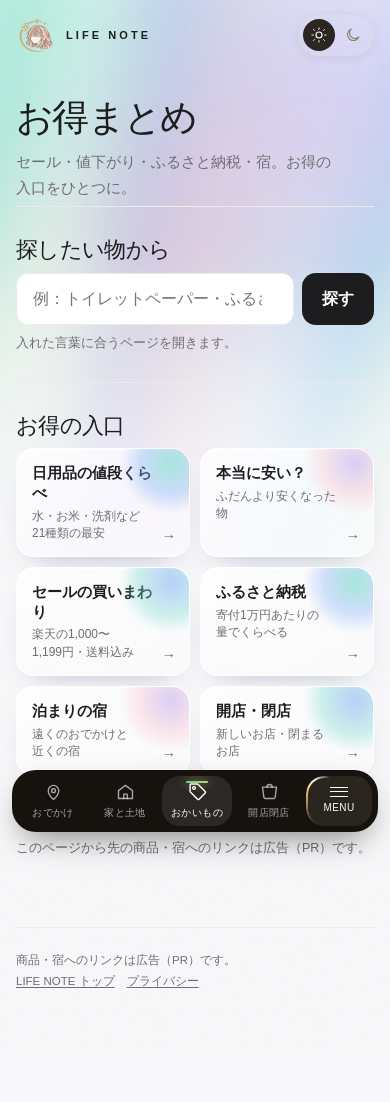 LIFE NOTE
お得まとめ
セール・値下がり・ふるさと納税・宿。お得の
入口をひとつに。
探したい物から
例：トイレットペーパー・ふる
探す
入れた言葉に合うページを開きます。
お得の入口
日用品の値段くら
べ
水・お米・洗剤など
21種類の最安
→
本当に安い？
ふだんより安くなった
物
→
セールの買いまわ
り
楽天の1,000〜
1,199円・送料込み
→
ふるさと納税
寄付1万円あたりの
量でくらべる
→
泊まりの宿
遠くのおでかけと
近くの宿
→
開店・閉店
新しいお店・閉まる
お店
→
おでかけ
家と土地
おかいもの
開店閉店
MENU
このページから先の商品・宿へのリンクは広告（PR）です。
商品・宿へのリンクは広告（PR）です。
LIFE NOTE トップ プライバシー